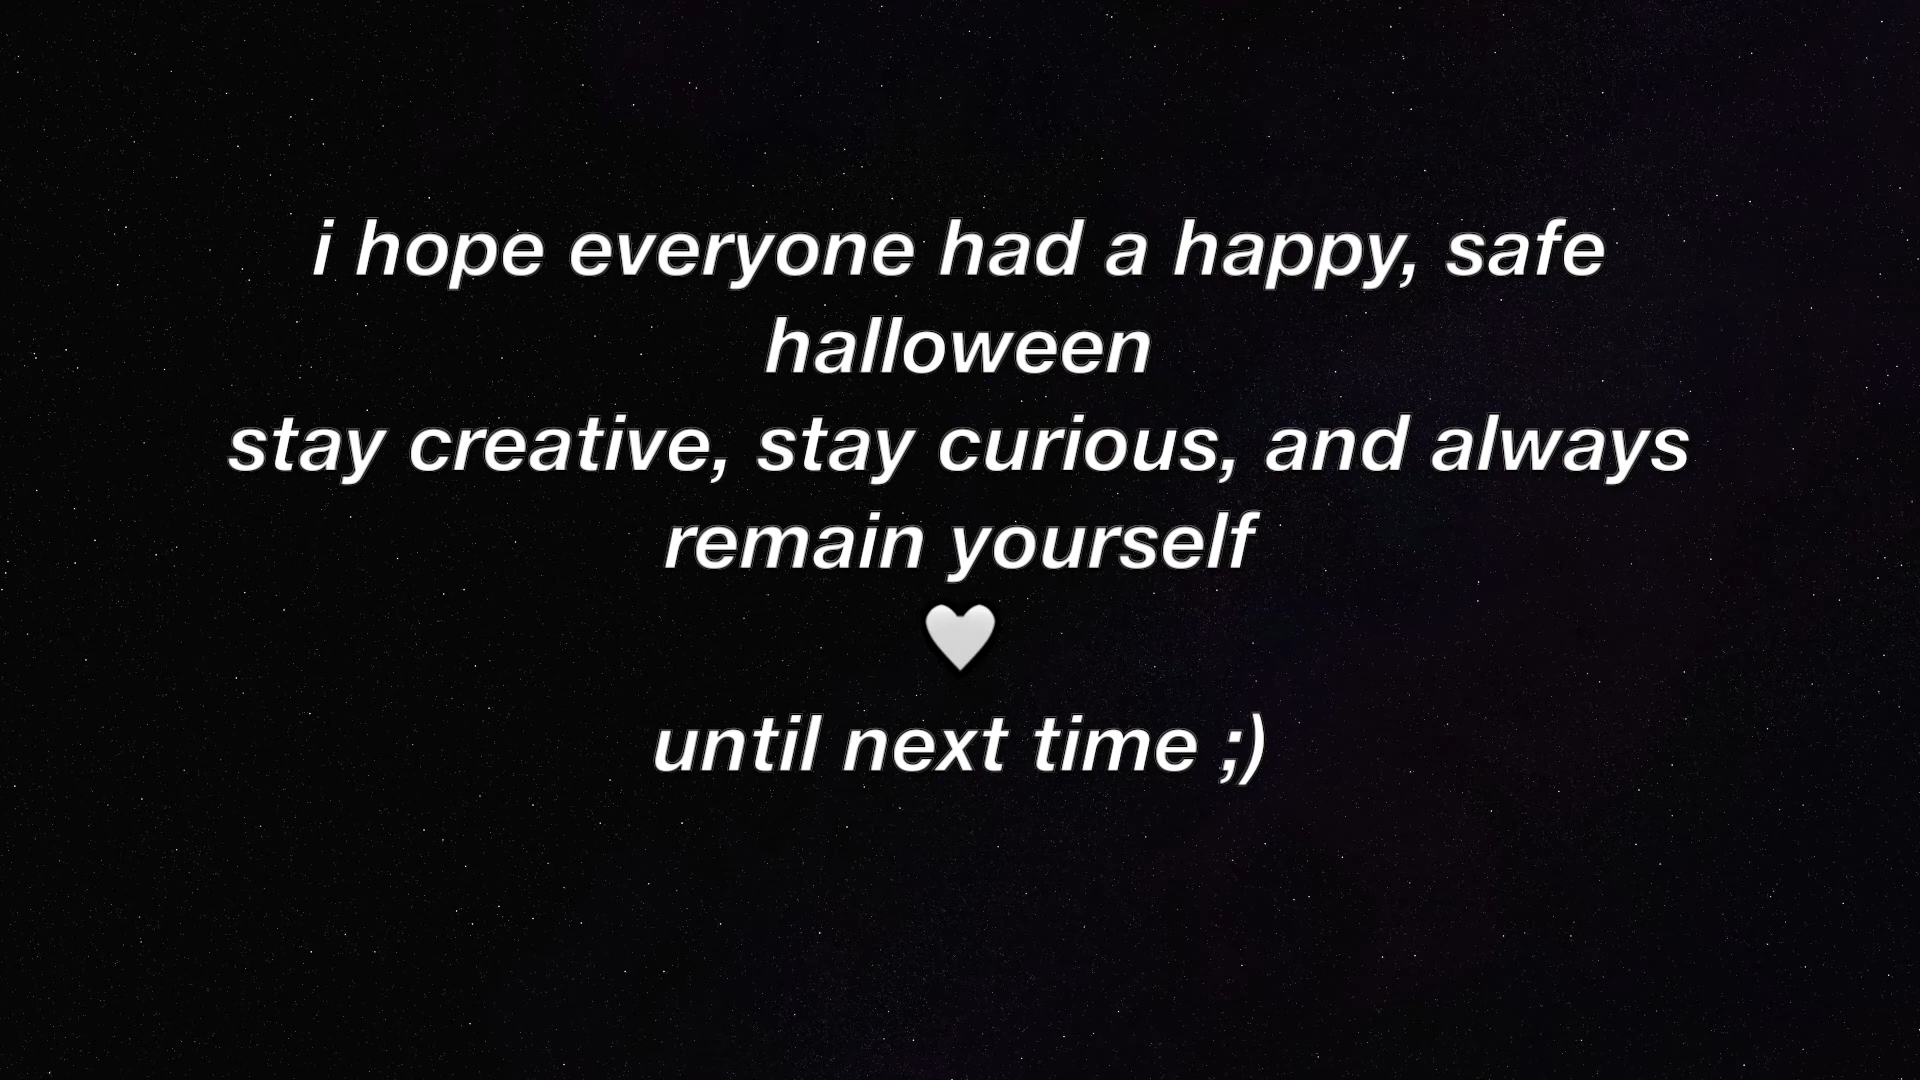 i hope everyone had a happy, safe
halloween
stay creative, stay curious, and always
remain yourself
🤍
until next time ;)